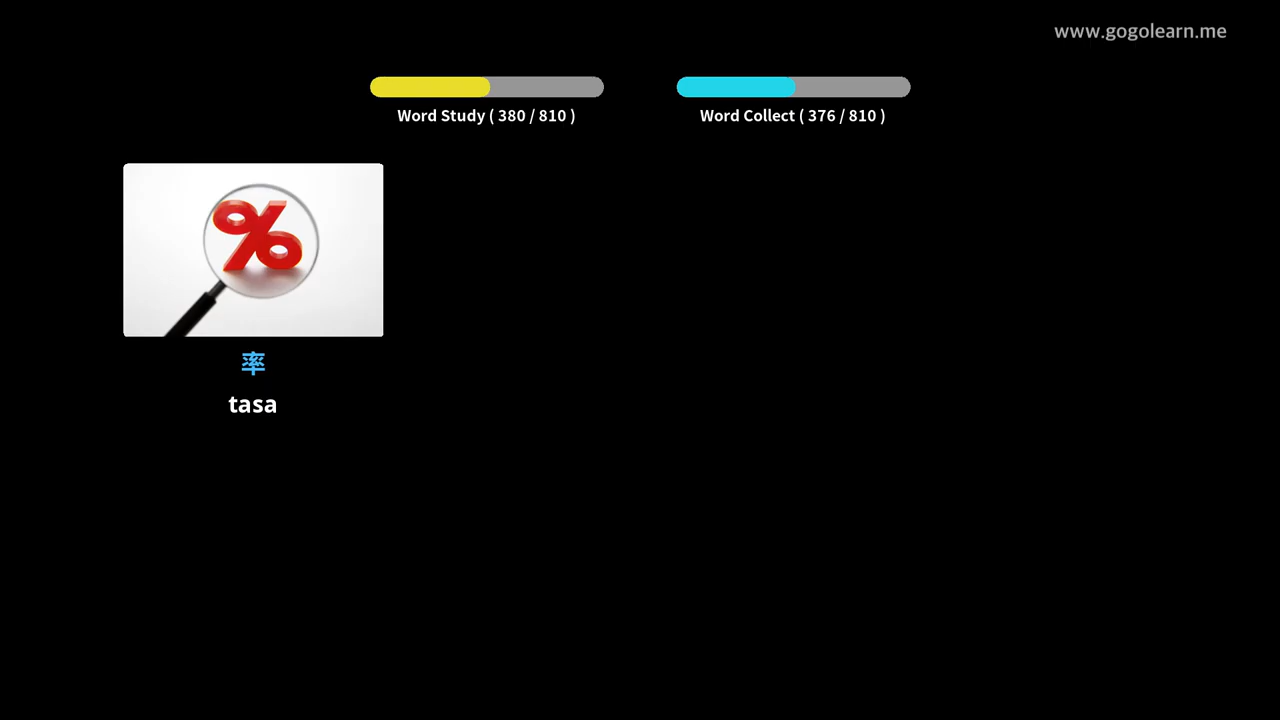 www.gogolearn.me
Word Study ( 380 / 810 )
Word Collect ( 376 / 810 )
%
率
tasa